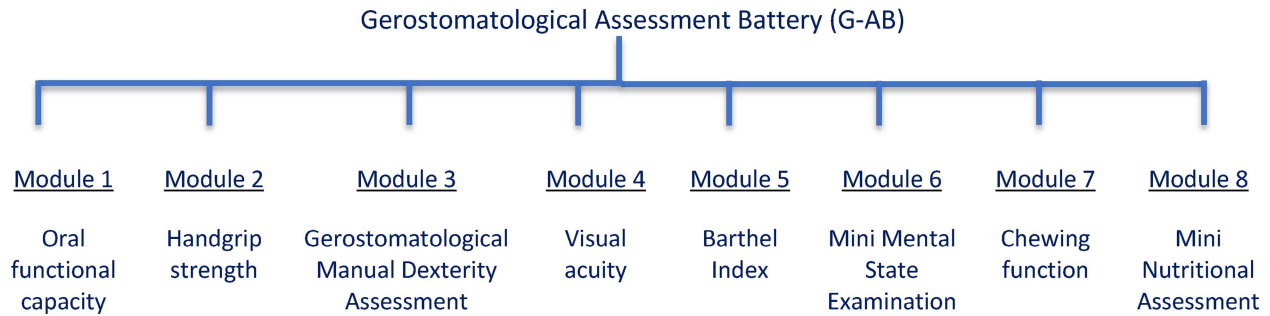 Gerostomatological Assessment Battery (G-AB)
Module 1
Oral
functional
capacity
Module 2
Handgrip
strength
Module 3
Gerostomatological
Manual Dexterity
Assessment
Module 4
Visual
acuity
Module 5
Barthel
Index
Module 6
Mini Mental
State
Examination
Module 7
Chewing
function
Module 8
Mini
Nutritional
Assessment